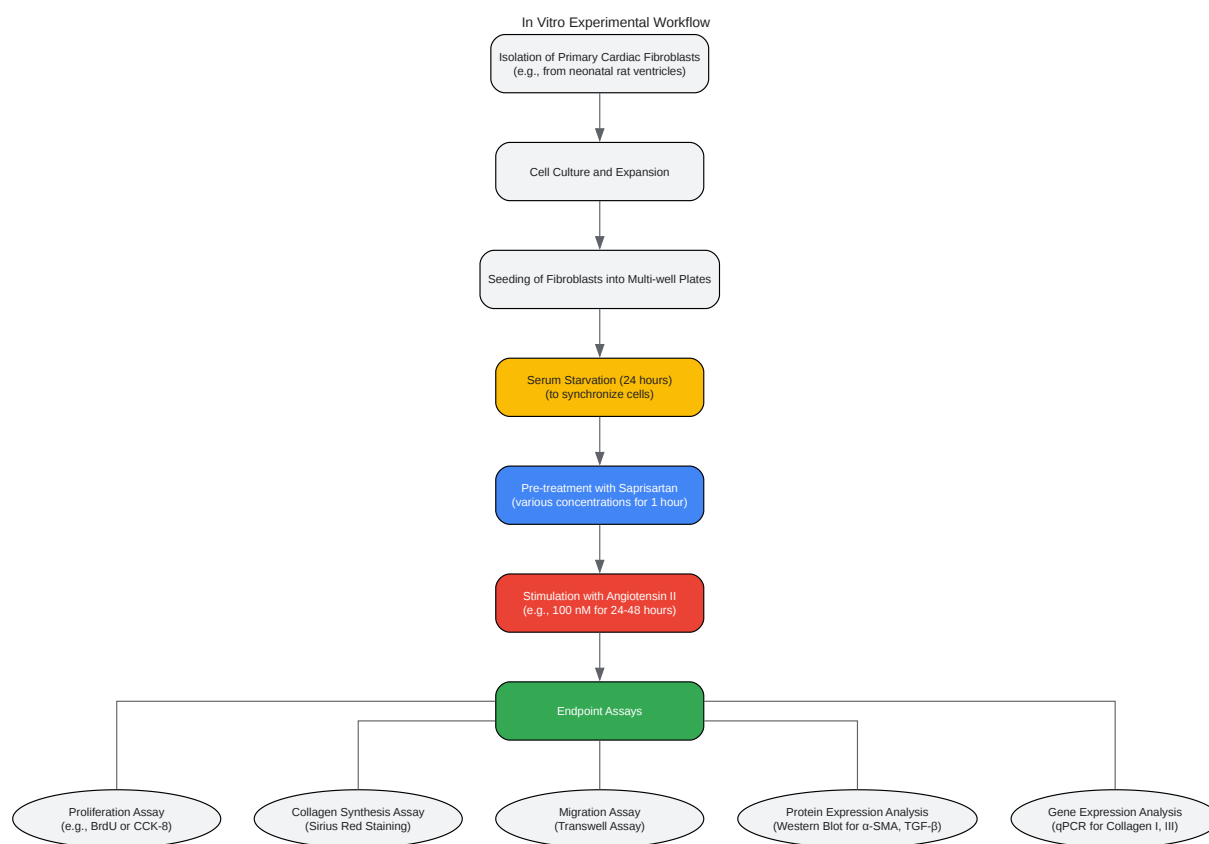 In Vitro Experimental Workflow
Isolation of Primary Cardiac Fibroblasts
(e.g., from neonatal rat ventricles)
Cell Culture and Expansion
Seeding of Fibroblasts into Multi-well Plates
Serum Starvation (24 hours)
(to synchronize cells)
Pre-treatment with Saprisartan
(various concentrations for 1 hour)
Stimulation with Angiotensin II
(e.g., 100 nM for 24-48 hours)
Endpoint Assays
Proliferation Assay
(e.g., BrdU or CCK-8)
Collagen Synthesis Assay
(Sirius Red Staining)
Migration Assay
(Transwell Assay)
Protein Expression Analysis
(Western Blot for α-SMA, TGF-β)
Gene Expression Analysis
(qPCR for Collagen I, III)